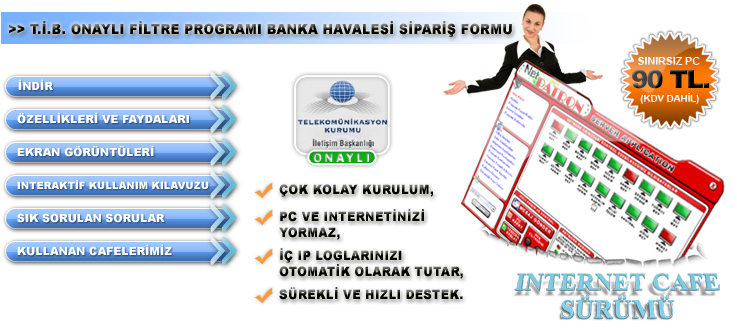 >> T.İ.B. ONAYLI FİLTRE PROGRAMI BANKA HAVALESİ SİPARİŞ FORMU
İNDİR
ÖZELLİKLERİ VE FAYDALARI
EKRAN GÖRÜNTÜLERİ
INTERAKTİF KULLANIM KILAVUZU
SIK SORULAN SORULAR
KULLANAN CAFELERİMİZ
TELEKOMÜNİKASYON
KURUMU
İletişim Başkanlığı
ONAYLI
ÇOK KOLAY KURULUM,
PC VE INTERNETİNİZİ
YORMAZ,
İÇ IP LOGLARINIZI
OTOMATİK OLARAK TUTAR,
SÜREKLİ VE HIZLI DESTEK.
SINIRSIZ PC
90 TL.
(KDV DAHİL)
Net
PATRON
SERVER APPLICATION
INTERNET CAFE
SÜRÜMÜ